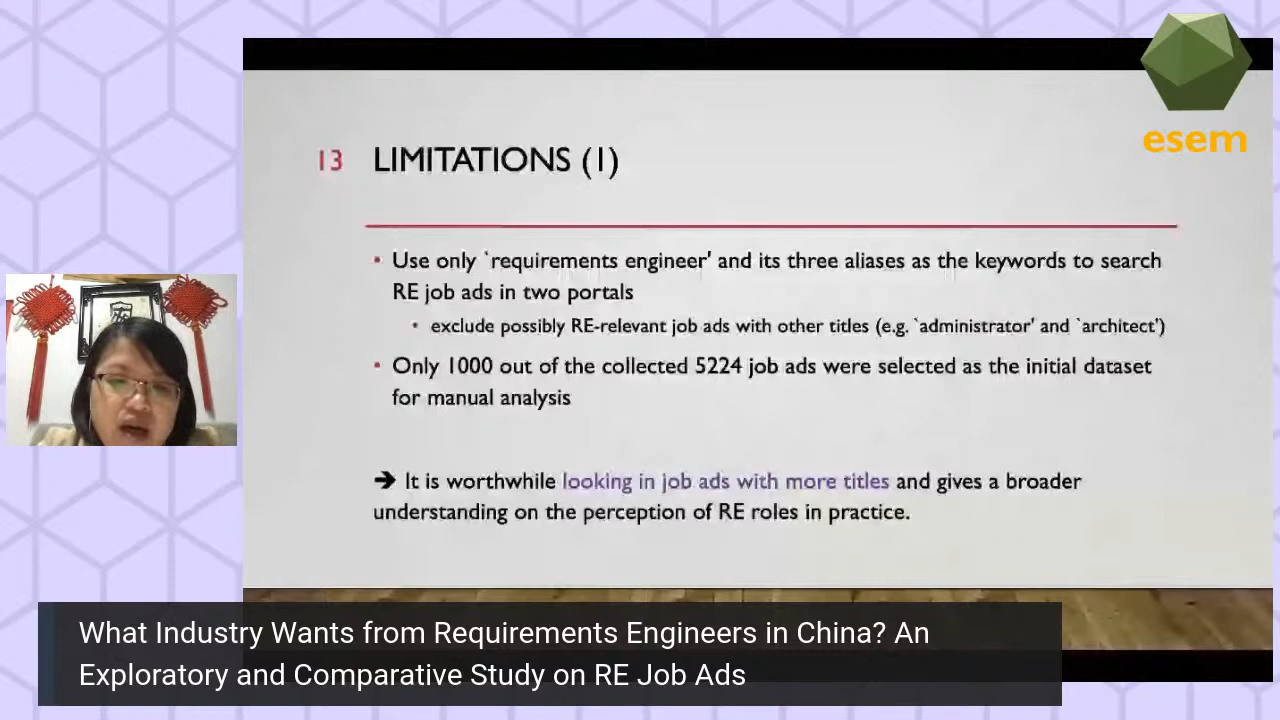 esem
13 LIMITATIONS (1)
• Use only `requirements engineer' and its three aliases as the keywords to search
RE job ads in two portals
• exclude possibly RE-relevant job ads with other titles (e.g. `administrator' and `architect')
• Only 1000 out of the collected 5224 job ads were selected as the initial dataset
for manual analysis
➔ It is worthwhile looking in job ads with more titles and gives a broader
understanding on the perception of RE roles in practice.
What Industry Wants from Requirements Engineers in China? An
Exploratory and Comparative Study on RE Job Ads